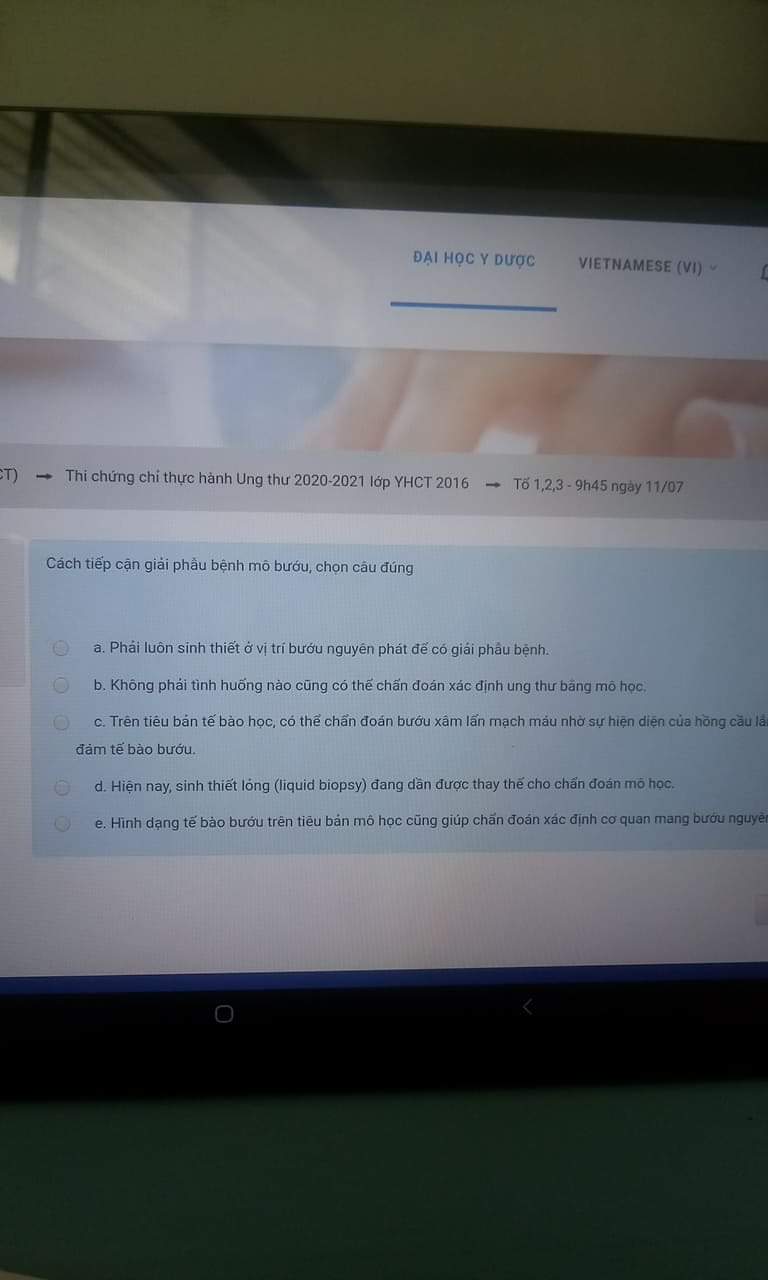 ĐẠI HỌC Y DƯỢC
VIETNAMESE (VI)
CT) → Thi chứng chỉ thực hành Ung thư 2020-2021 lớp YHCT 2016 → Tổ 1,2,3 - 9h45 ngày 11/07
Cách tiếp cận giải phẫu bệnh mô bướu, chọn câu đúng
a. Phải luôn sinh thiết ở vị trí bướu nguyên phát để có giải phẫu bệnh.
b. Không phải tình huống nào cũng có thể chẩn đoán xác định ung thư bằng mô học.
c. Trên tiêu bản tế bào học, có thể chẩn đoán bướu xâm lấn mạch máu nhờ sự hiện diện của hồng cầu
đám tế bào bướu.
d. Hiện nay, sinh thiết lỏng (liquid biopsy) đang dần được thay thế cho chẩn đoán mô học.
e. Hình dạng tế bào bướu trên tiêu bản mô học cũng giúp chẩn đoán xác định cơ quan mang bướu